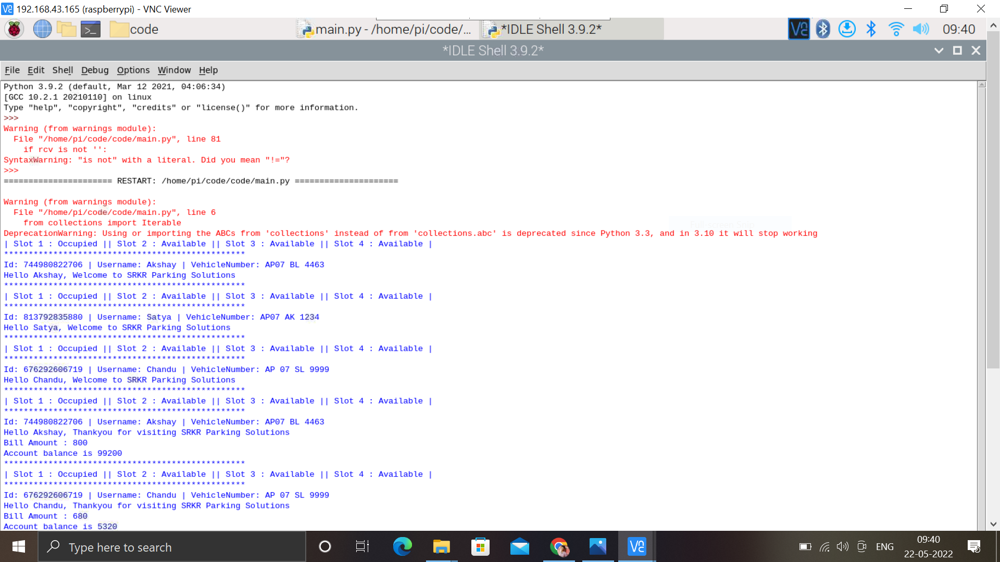 192.168.43.165 (raspberrypi) - VNC Viewer
code
main.py - /home/pi/code/...
*IDLE Shell 3.9.2*
09:40
*IDLE Shell 3.9.2*
File Edit Shell Debug Options Window Help
Python 3.9.2 (default, Mar 12 2021, 04:06:34)
[GCC 10.2.1 20210110] on linux
Type "help", "copyright", "credits" or "license()" for more information.
>>>
Warning (from warnings module):
File "/home/pi/code/code/main.py", line 81
if rcv is not '':
SyntaxWarning: "is not" with a literal. Did you mean "!="?
>>>
====================== RESTART: /home/pi/code/code/main.py =====================
Warning (from warnings module):
File "/home/pi/code/code/main.py", line 6
from collections import Iterable
DeprecationWarning: Using or importing the ABCs from 'collections' instead of from 'collections.abc' is deprecated since Python 3.3, and in 3.10 it will stop working
| Slot 1 : Occupied || Slot 2 : Available || Slot 3 : Available || Slot 4 : Available |
*************************************************
Id: 744980822706 | Username: Akshay | VehicleNumber: AP07 BL 4463
Hello Akshay, Welcome to SRKR Parking Solutions
*************************************************
| Slot 1 : Occupied || Slot 2 : Available || Slot 3 : Available || Slot 4 : Available |
*************************************************
Id: 813792835880 | Username: Satya | VehicleNumber: AP07 AK 1234
Hello Satya, Welcome to SRKR Parking Solutions
*************************************************
| Slot 1 : Occupied || Slot 2 : Available || Slot 3 : Available || Slot 4 : Available |
*************************************************
Id: 676292606719 | Username: Chandu | VehicleNumber: AP 07 SL 9999
Hello Chandu, Welcome to SRKR Parking Solutions
*************************************************
| Slot 1 : Occupied || Slot 2 : Available || Slot 3 : Available || Slot 4 : Available |
*************************************************
Id: 744980822706 | Username: Akshay | VehicleNumber: AP07 BL 4463
Hello Akshay, Thankyou for visiting SRKR Parking Solutions
Bill Amount : 800
Account balance is 99200
*************************************************
| Slot 1 : Occupied || Slot 2 : Available || Slot 3 : Available || Slot 4 : Available |
*************************************************
Id: 676292606719 | Username: Chandu | VehicleNumber: AP 07 SL 9999
Hello Chandu, Thankyou for visiting SRKR Parking Solutions
Bill Amount : 680
Account balance is 5320
Type here to search
ENG
09:40
22-05-2022